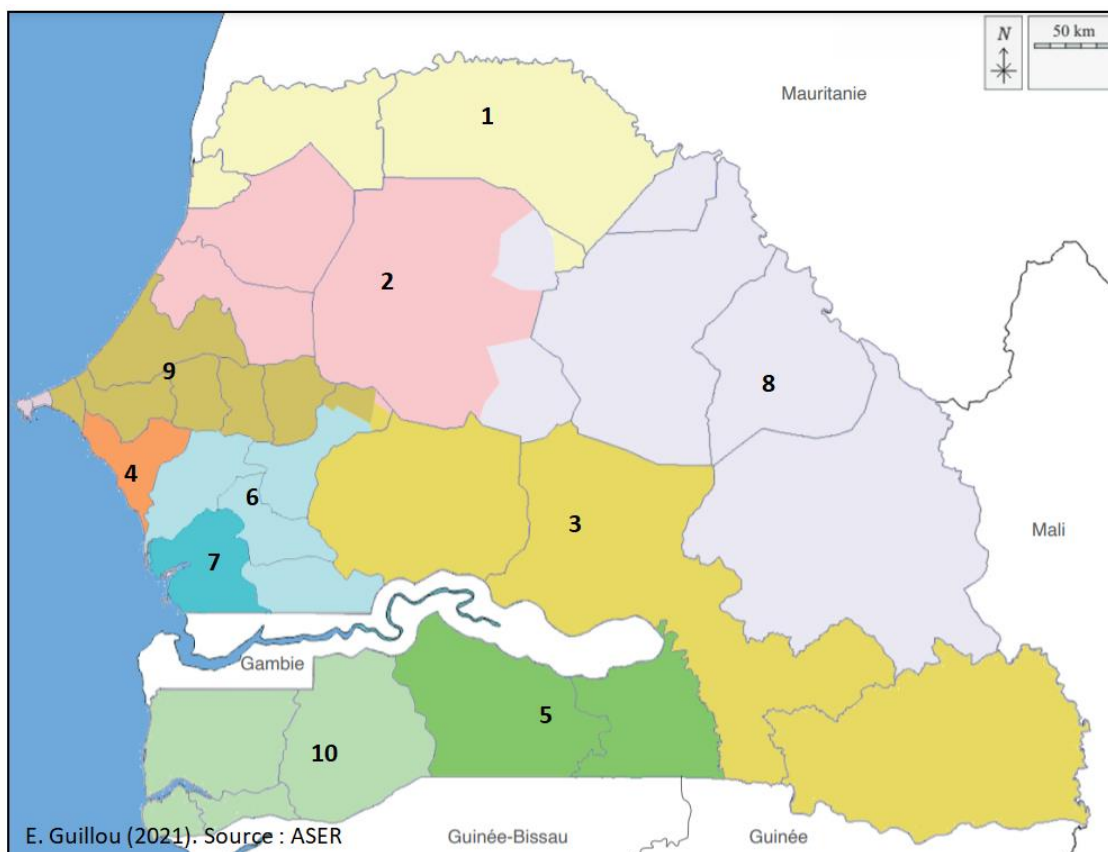 N
50 km
Mauritanie
1
2
9
8
4
6
3
7
Mali
Gambie
5
10
E. Guillou (2021). Source : ASER
Guinée-Bissau
Guinée